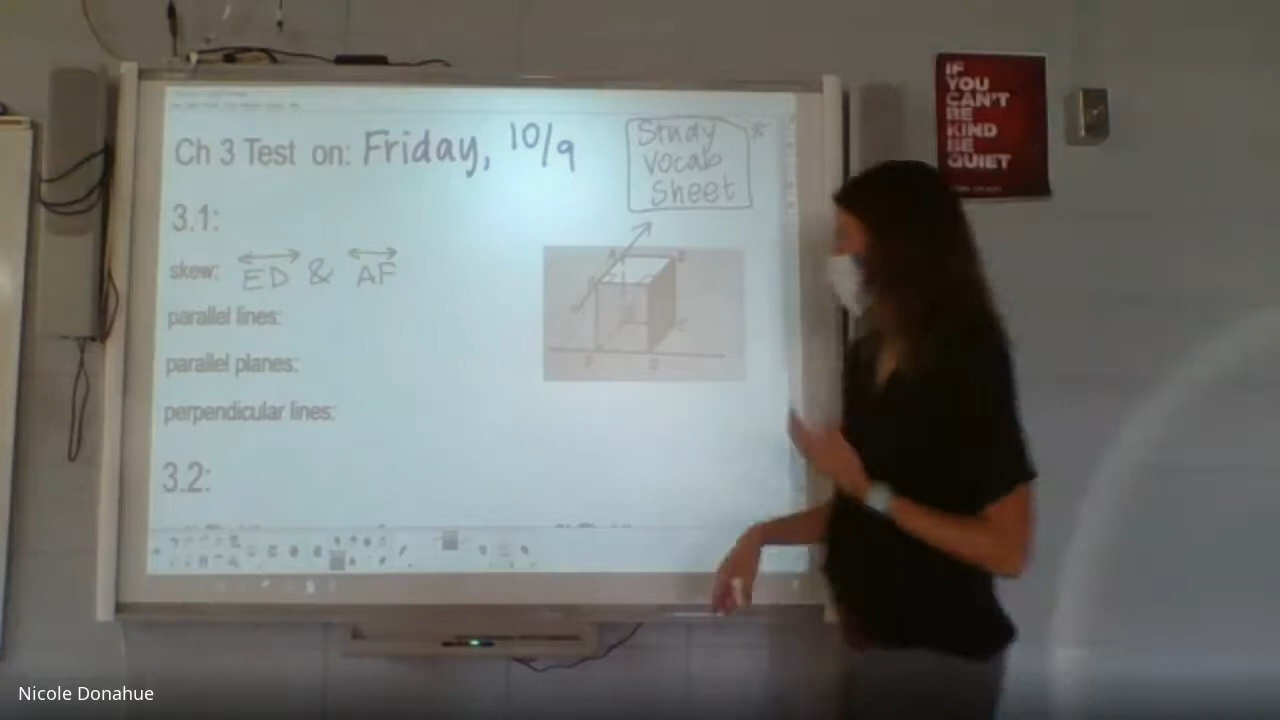 Ch 3 Test on: Friday, 10/9
Study
Vocab
Sheet
*
3.1:
skew: ED & AF
parallel lines:
parallel planes:
perpendicular lines:
3.2:
IF
YOU
CAN'T
BE
KIND
BE
QUIET
Nicole Donahue